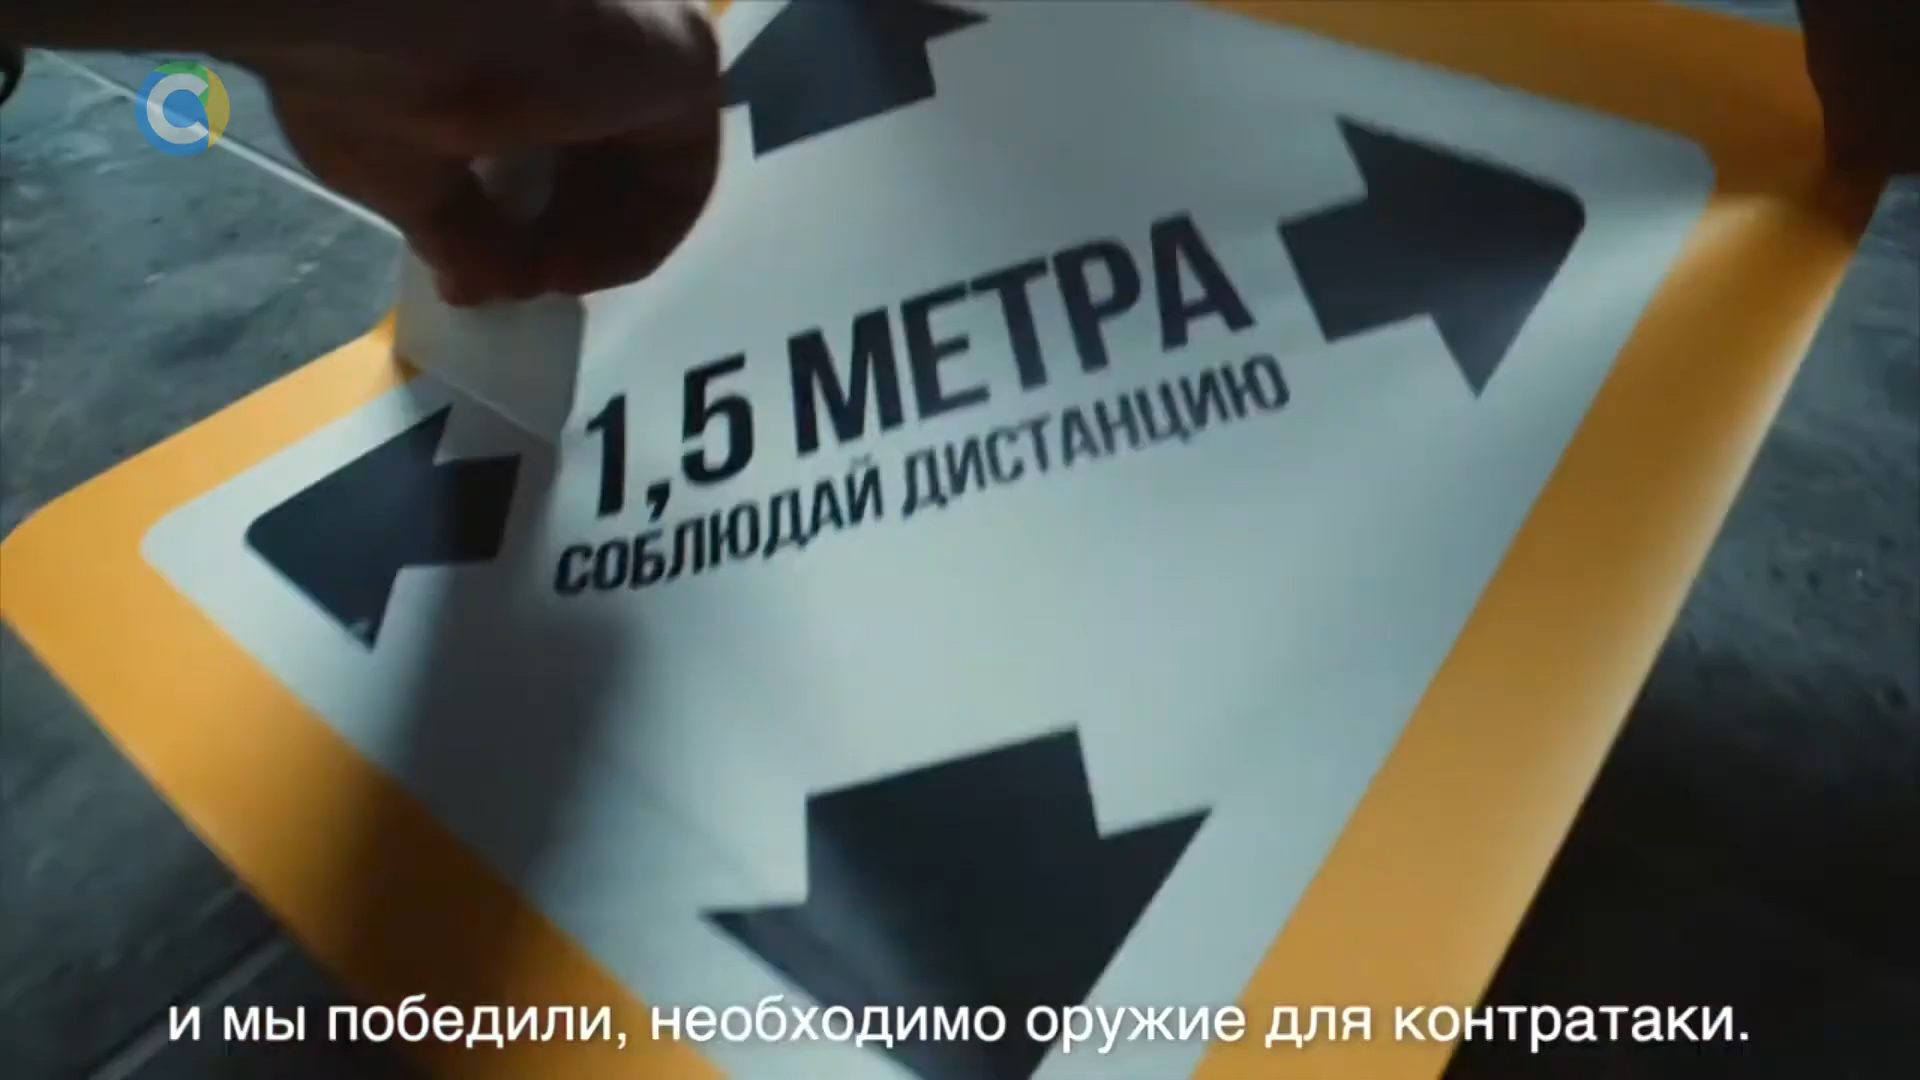 С
1,5 МЕТРА
СОБЛЮДАЙ ДИСТАНЦИЮ
и мы победили, необходимо оружие для контратаки.